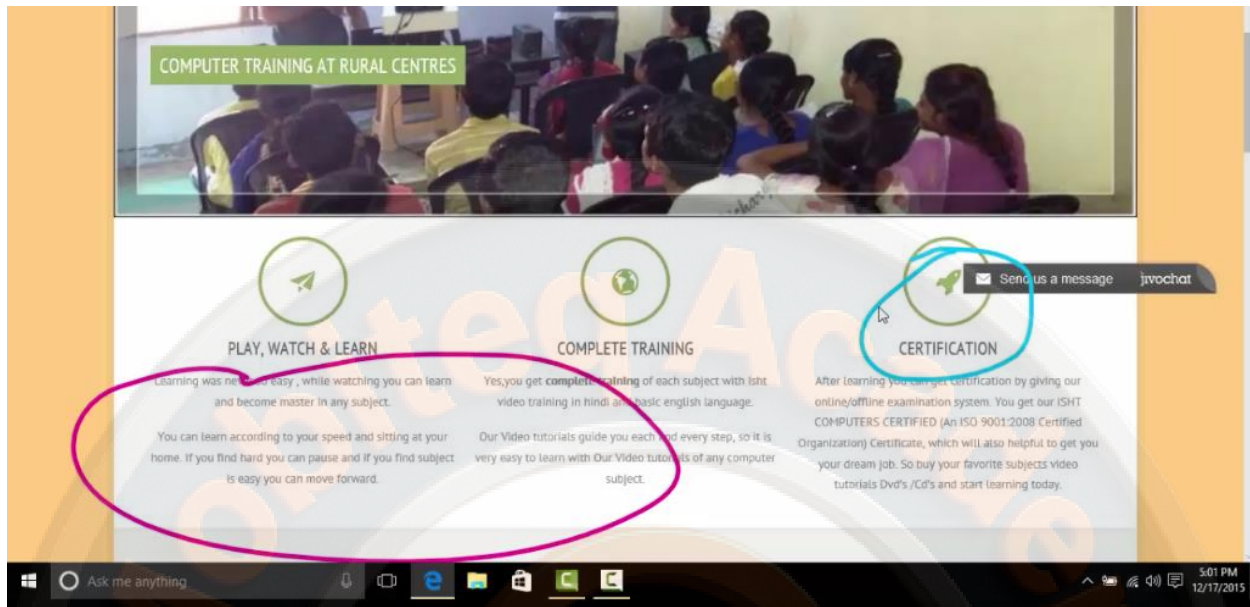 COMPUTER TRAINING AT RURAL CENTRES
Send us a message jivochat
PLAY, WATCH & LEARN
Learning was never so easy , while watching you can learn
and become master in any subject.
You can learn according to your speed and sitting at your
home. If you find hard you can pause and if you find subject
is easy you can move forward.
COMPLETE TRAINING
Yes,you get complete training of each subject with Isht
video training in hindi and basic english language.
Our Video tutorials guide you each and every step, so it is
very easy to learn with Our Video tutorials of any computer
subject.
CERTIFICATION
After learning you can get certification by giving our
online/offline examination system. You get our ISHT
COMPUTERS CERTIFIED (An ISO 9001:2008 Certified
Organization) Certificate, which will also helpful to get you
your dream job. So buy your favorite subjects video
tutorials Dvd's /Cd's and start learning today.
Ask me anything
5:01 PM
12/17/2015